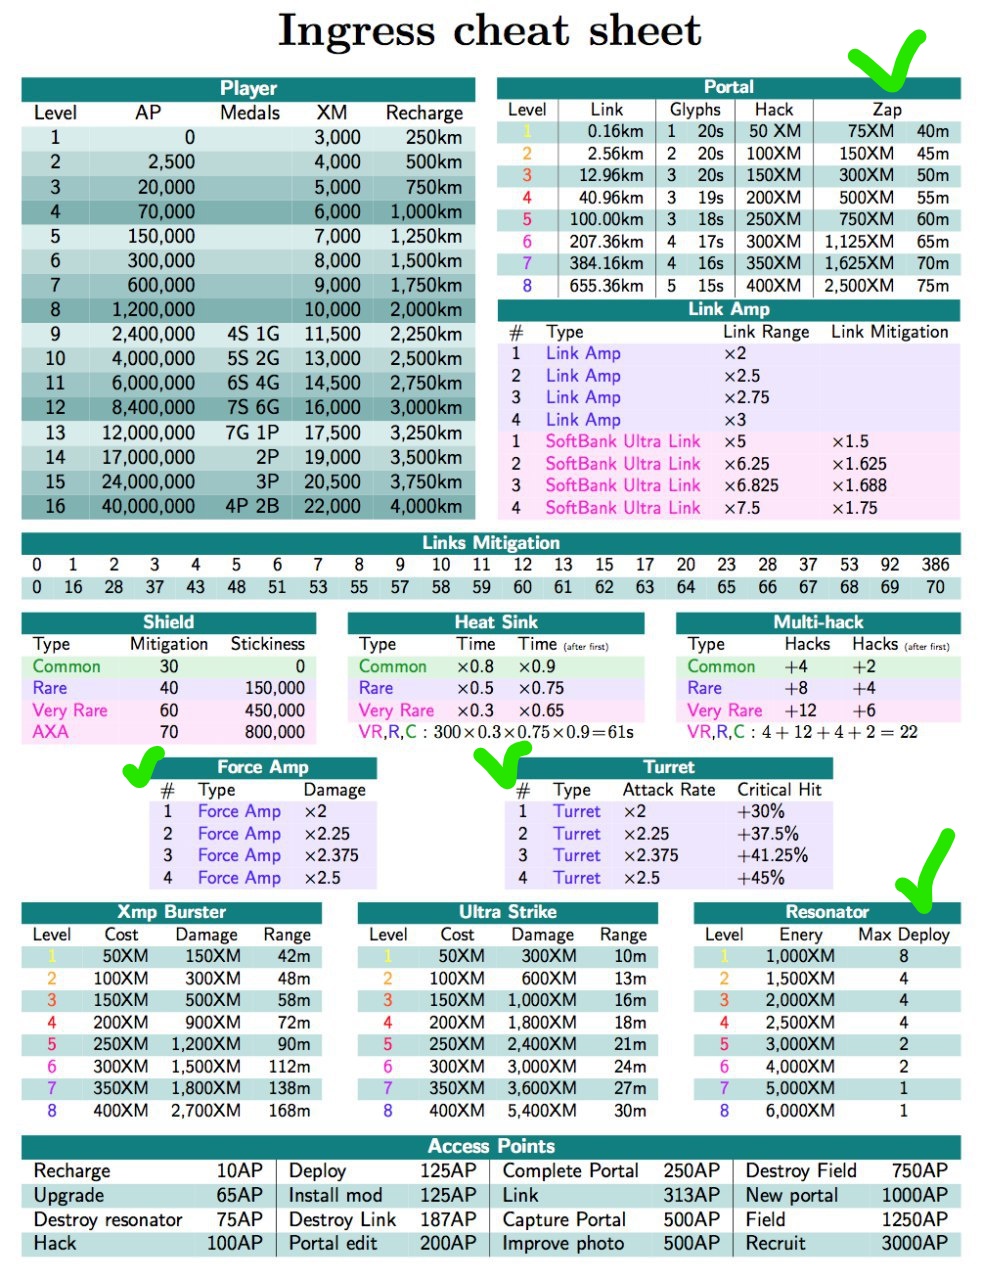 Ingress cheat sheet
Player
Level AP Medals XM Recharge
1 0 3,000 250km
2 2,500 4,000 500km
3 20,000 5,000 750km
4 70,000 6,000 1,000km
5 150,000 7,000 1,250km
6 300,000 8,000 1,500km
7 600,000 9,000 1,750km
8 1,200,000 10,000 2,000km
9 2,400,000 4S 1G 11,500 2,250km
10 4,000,000 5S 2G 13,000 2,500km
11 6,000,000 6S 4G 14,500 2,750km
12 8,400,000 7S 6G 16,000 3,000km
13 12,000,000 7G 1P 17,500 3,250km
14 17,000,000 2P 19,000 3,500km
15 24,000,000 3P 20,500 3,750km
16 40,000,000 4P 2B 22,000 4,000km
Portal
Level Link Glyphs Hack Zap
1 0.16km 1 20s 50 XM 75XM 40m
2 2.56km 2 20s 100XM 150XM 45m
3 12.96km 3 20s 150XM 300XM 50m
4 40.96km 3 19s 200XM 500XM 55m
5 100.00km 3 18s 250XM 750XM 60m
6 207.36km 4 17s 300XM 1,125XM 65m
7 384.16km 4 16s 350XM 1,625XM 70m
8 655.36km 5 15s 400XM 2,500XM 75m
Link Amp
# Type Link Range Link Mitigation
1 Link Amp ×2
2 Link Amp ×2.5
3 Link Amp ×2.75
4 Link Amp ×3
1 SoftBank Ultra Link ×5 ×1.5
2 SoftBank Ultra Link ×6.25 ×1.625
3 SoftBank Ultra Link ×6.825 ×1.688
4 SoftBank Ultra Link ×7.5 ×1.75
Links Mitigation
0 1 2 3 4 5 6 7 8 9 10 11 12 13 15 17 20 23 28 37 53 92 386
0 16 28 37 43 48 51 53 55 57 58 59 60 61 62 63 64 65 66 67 68 69 70
Shield
Type Mitigation Stickiness
Common 30 0
Rare 40 150,000
Very Rare 60 450,000
AXA 70 800,000
Heat Sink
Type Time Time (after first)
Common ×0.8 ×0.9
Rare ×0.5 ×0.75
Very Rare ×0.3 ×0.65
VR,R,C : 300×0.3×0.75×0.9=61s
Multi-hack
Type Hacks Hacks (after first)
Common +4 +2
Rare +8 +4
Very Rare +12 +6
VR,R,C : 4 + 12 + 4 + 2 = 22
Force Amp
# Type Damage
1 Force Amp ×2
2 Force Amp ×2.25
3 Force Amp ×2.375
4 Force Amp ×2.5
Turret
# Type Attack Rate Critical Hit
1 Turret ×2 +30%
2 Turret ×2.25 +37.5%
3 Turret ×2.375 +41.25%
4 Turret ×2.5 +45%
Xmp Burster
Level Cost Damage Range
1 50XM 150XM 42m
2 100XM 300XM 48m
3 150XM 500XM 58m
4 200XM 900XM 72m
5 250XM 1,200XM 90m
6 300XM 1,500XM 112m
7 350XM 1,800XM 138m
8 400XM 2,700XM 168m
Ultra Strike
Level Cost Damage Range
1 50XM 300XM 10m
2 100XM 600XM 13m
3 150XM 1,000XM 16m
4 200XM 1,800XM 18m
5 250XM 2,400XM 21m
6 300XM 3,000XM 24m
7 350XM 3,600XM 27m
8 400XM 5,400XM 30m
Resonator
Level Enery Max Deploy
1 1,000XM 8
2 1,500XM 4
3 2,000XM 4
4 2,500XM 4
5 3,000XM 2
6 4,000XM 2
7 5,000XM 1
8 6,000XM 1
Access Points
Recharge 10AP Deploy 125AP Complete Portal 250AP Destroy Field 750AP
Upgrade 65AP Install mod 125AP Link 313AP New portal 1000AP
Destroy resonator 75AP Destroy Link 187AP Capture Portal 500AP Field 1250AP
Hack 100AP Portal edit 200AP Improve photo 500AP Recruit 3000AP